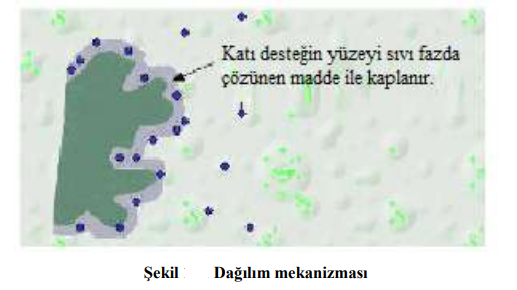 Katı desteğin yüzeyi sıvı fazda
çözünen madde ile kaplanır.
Şekil Dağılım mekanizması